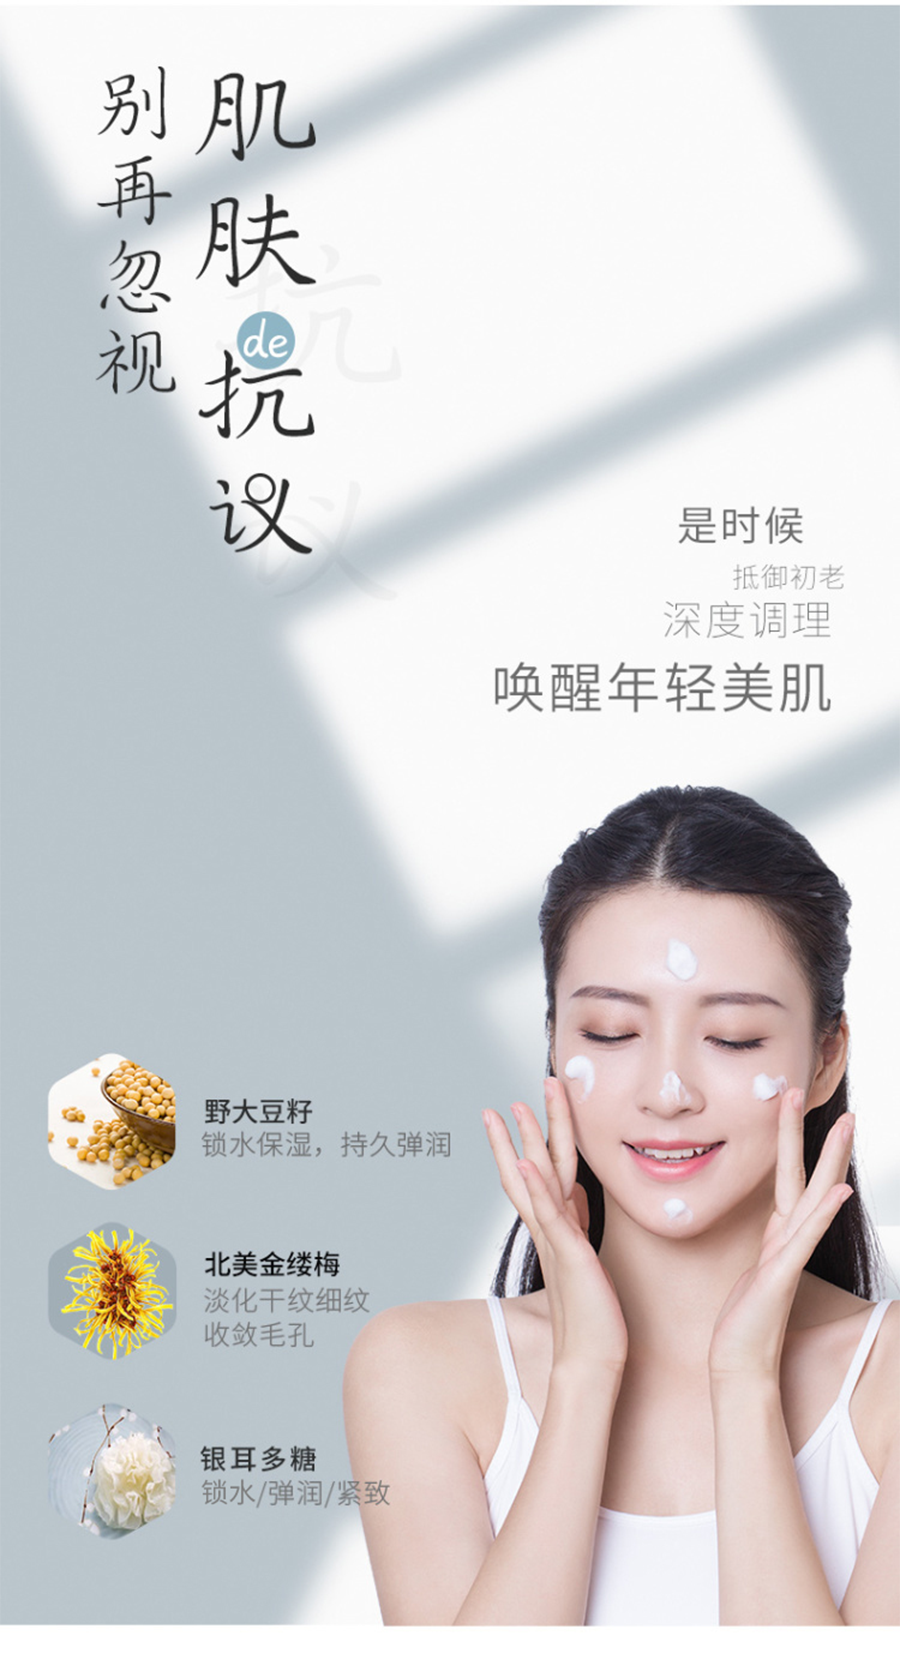 别再忽视
肌肤de抗议
是时候
抵御初老
深度调理
唤醒年轻美肌
野大豆籽
锁水保湿，持久弹润
北美金缕梅
淡化干纹细纹
收敛毛孔
银耳多糖
锁水/弹润/紧致